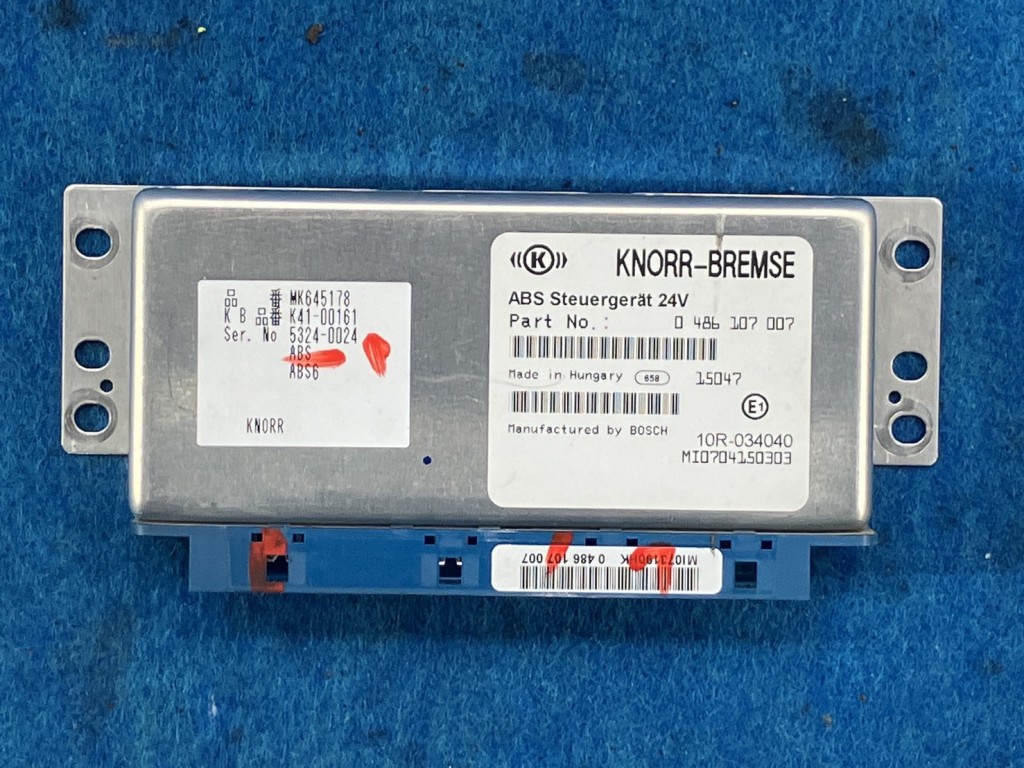 品 番 MK645178
K B 品番 K41-00161
Ser. No 5324-0024
ABS
ABS6
KNORR
K
KNORR-BREMSE
ABS Steuergerät 24V
Part No.: 0 486 107 007
Made in Hungary 658 15047
E1
Manufactured by BOSCH
10R-034040
MI0704150303
MI073190HK 0 486 107 007